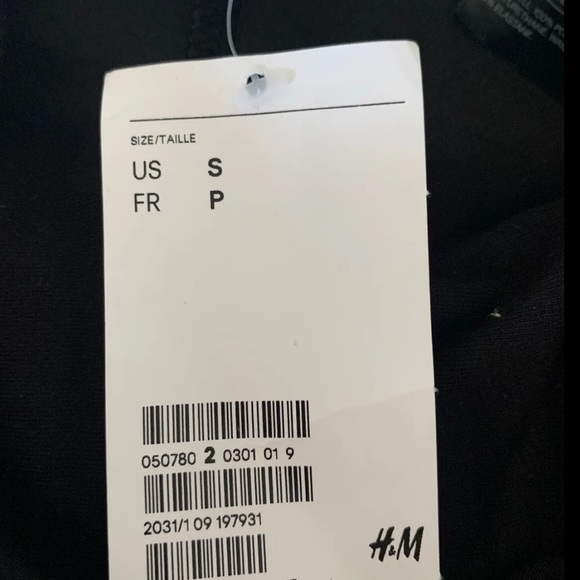 SIZE/TAILLE
US S
FR P
050780 2 0301 01 9
2031/1 09 197931
H&M